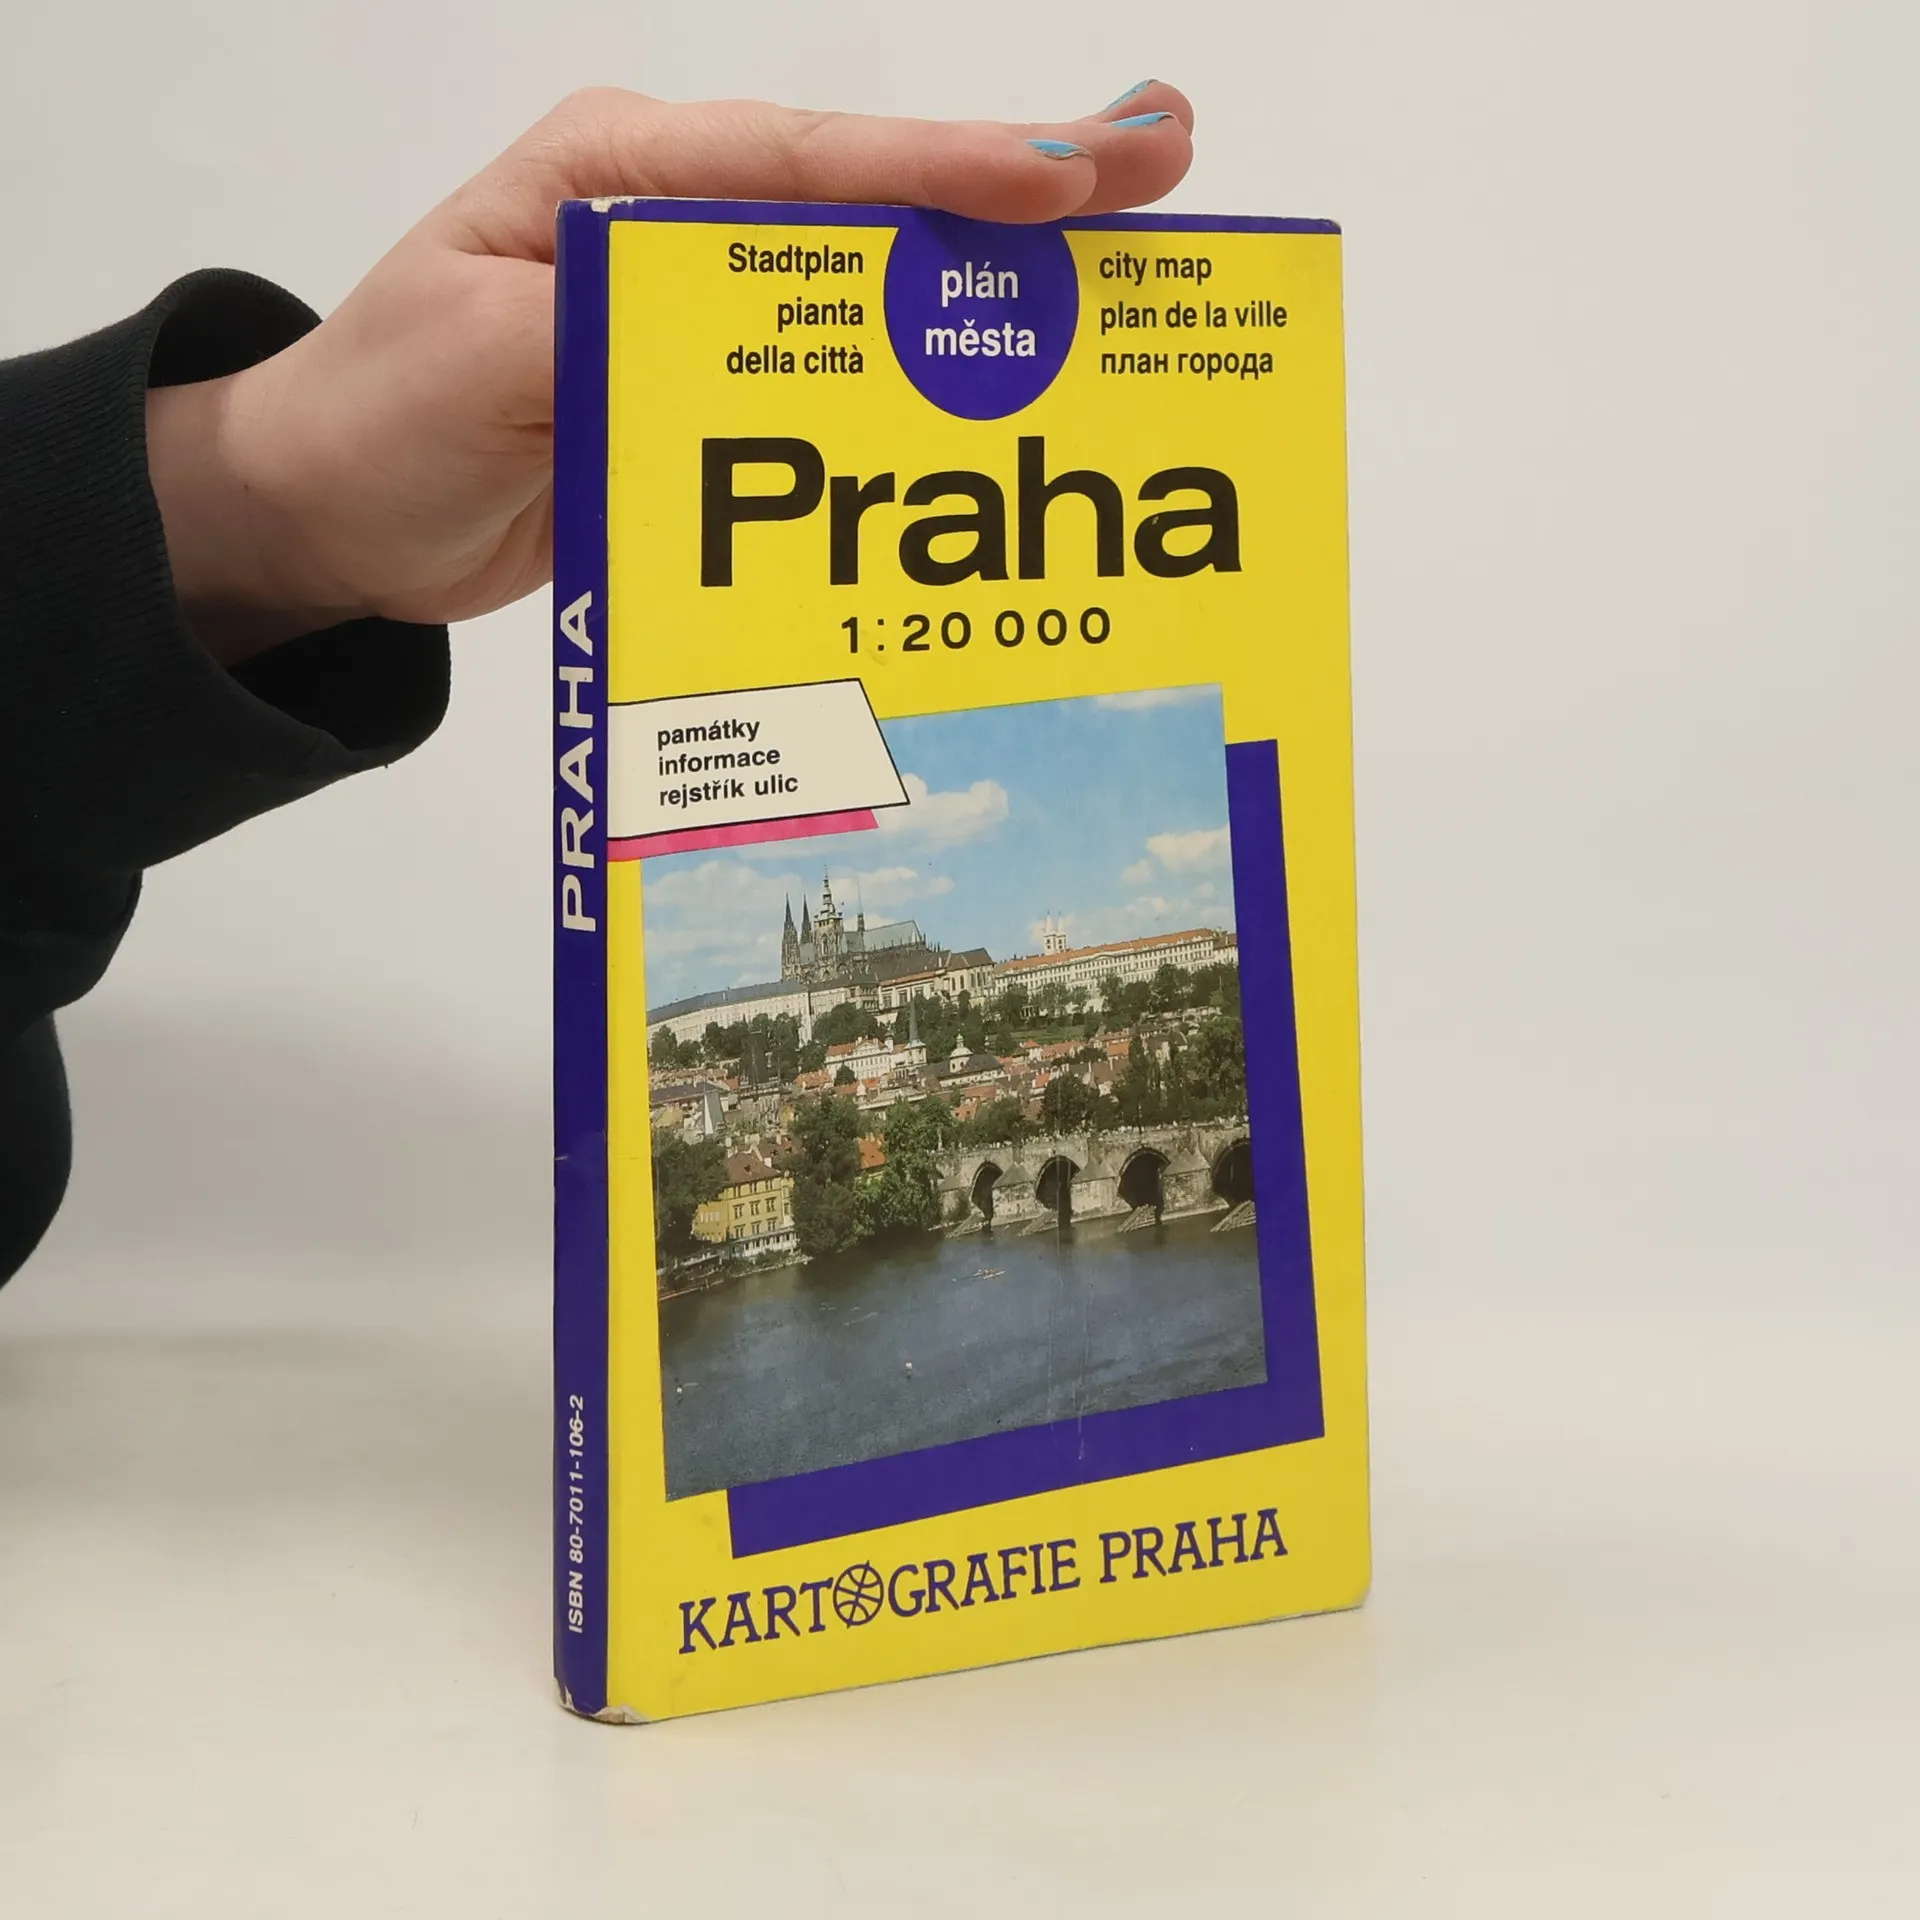 Stadtplan
pianta
della città
plán
města
city map
plan de la ville
план города
Praha
1:20 000
památky
informace
rejstřík ulic
KARTOGRAFIE PRAHA
PRAHA
ISBN 80-7011-106-2